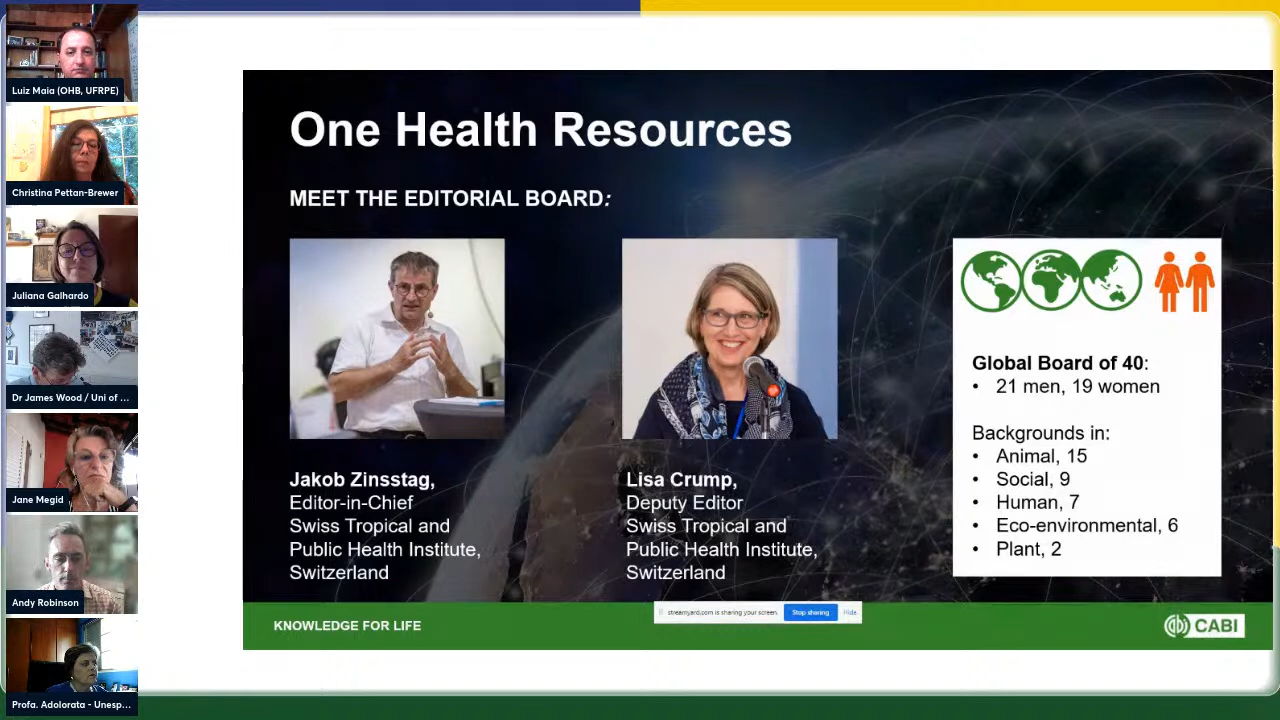 Luiz Maia (OHB, UFRPE)
Christina Pettan-Brewer
Juliana Galhardo
Dr James Wood / Uni of ...
Jane Megid
Andy Robinson
Profa. Adolorata - Unesp...
One Health Resources
MEET THE EDITORIAL BOARD:
Jakob Zinsstag,
Editor-in-Chief
Swiss Tropical and
Public Health Institute,
Switzerland
Lisa Crump,
Deputy Editor
Swiss Tropical and
Public Health Institute,
Switzerland
Global Board of 40:
• 21 men, 19 women
Backgrounds in:
• Animal, 15
• Social, 9
• Human, 7
• Eco-environmental, 6
• Plant, 2
streamyard.com is sharing your screen.
Stop sharing
Hide
KNOWLEDGE FOR LIFE
CABI